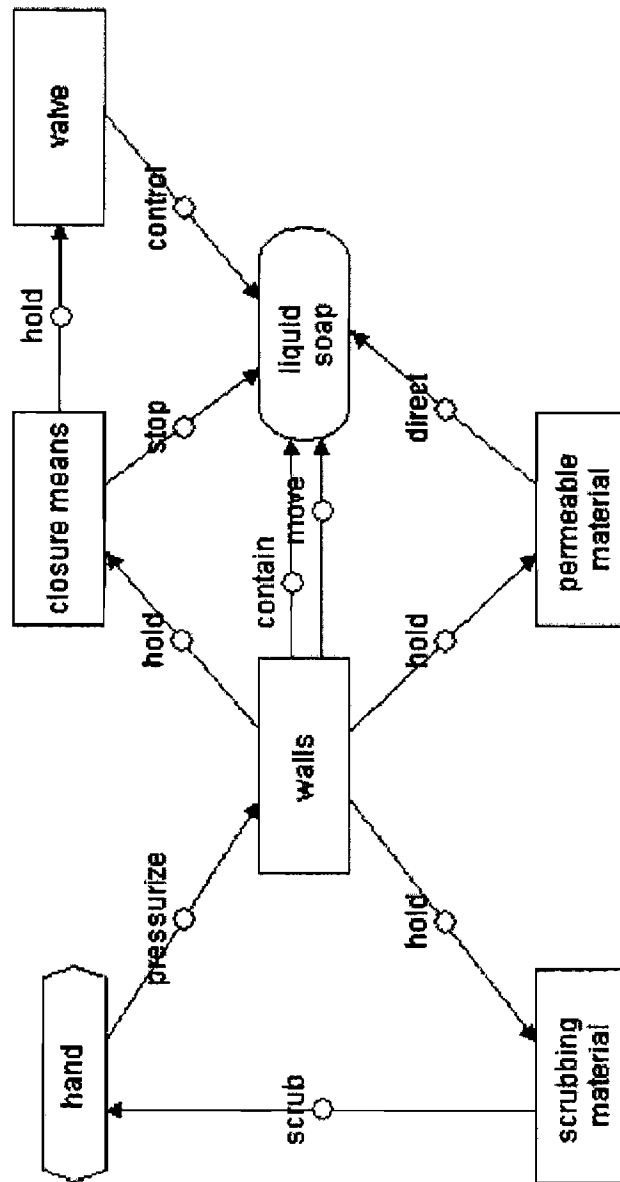 hand
pressurize
scrub
walls
hold
closure means
hold
valve
stop
control
contain
move
liquid
soap
hold
scrubbing
material
hold
direct
permeable
material